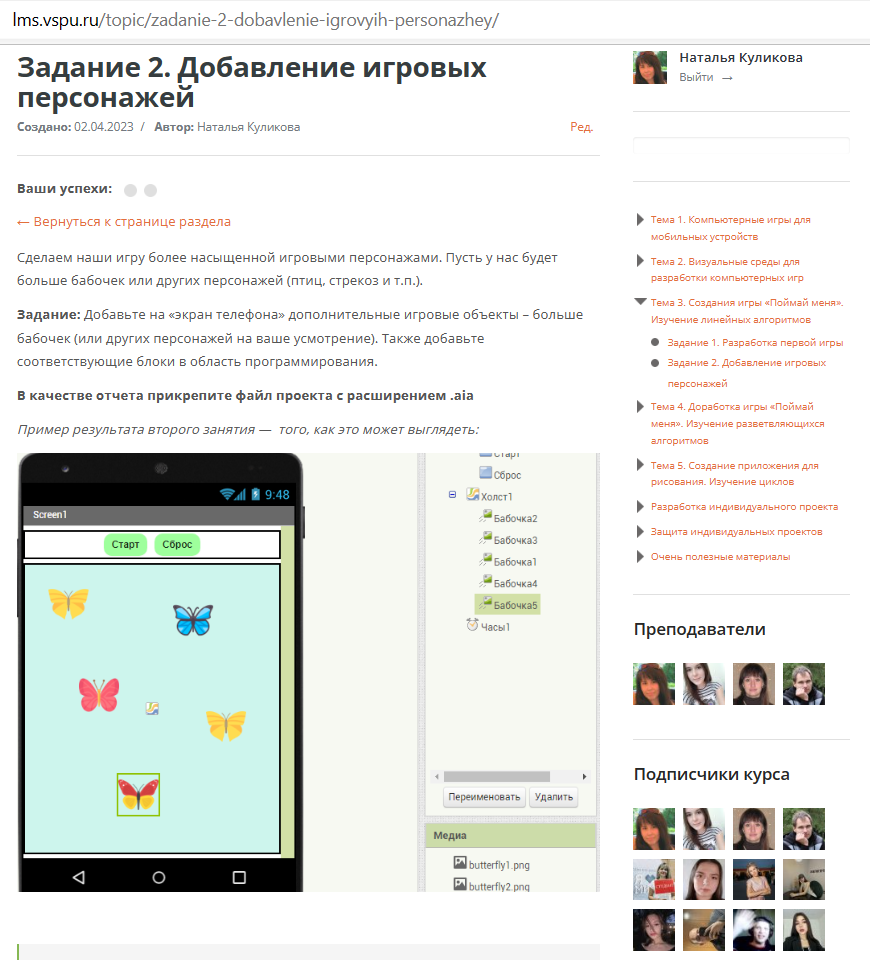 lms.vspu.ru/topic/zadanie-2-dobavlenie-igrovyih-personazhey/
Задание 2. Добавление игровых
персонажей
Создано: 02.04.2023 / Автор: Наталья Куликова
Ред.
Ваши успехи:
← Вернуться к странице раздела
Сделаем наши игру более насыщенной игровыми персонажами. Пусть у нас будет
больше бабочек или других персонажей (птиц, стрекоз и т.п.).
Задание: Добавьте на «экран телефона» дополнительные игровые объекты – больше
бабочек (или других персонажей на ваше усмотрение). Также добавьте
соответствующие блоки в область программирования.
В качестве отчета прикрепите файл проекта с расширением .aia
Пример результата второго занятия — того, как это может выглядеть:
9:48
Screen1
Старт
Сброс
Старт
Сброс
Холст1
Бабочка2
Бабочка3
Бабочка1
Бабочка4
Бабочка5
Часы1
Переименовать
Удалить
Медиа
butterfly1.png
butterfly2.png
Наталья Куликова
Выйти →
Тема 1. Компьютерные игры для
мобильных устройств
Тема 2. Визуальные среды для
разработки компьютерных игр
Тема 3. Создания игры «Поймай меня».
Изучение линейных алгоритмов
Задание 1. Разработка первой игры
Задание 2. Добавление игровых
персонажей
Тема 4. Доработка игры «Поймай
меня». Изучение разветвляющихся
алгоритмов
Тема 5. Создание приложения для
рисования. Изучение циклов
Разработка индивидуального проекта
Защита индивидуальных проектов
Очень полезные материалы
Преподаватели
Подписчики курса